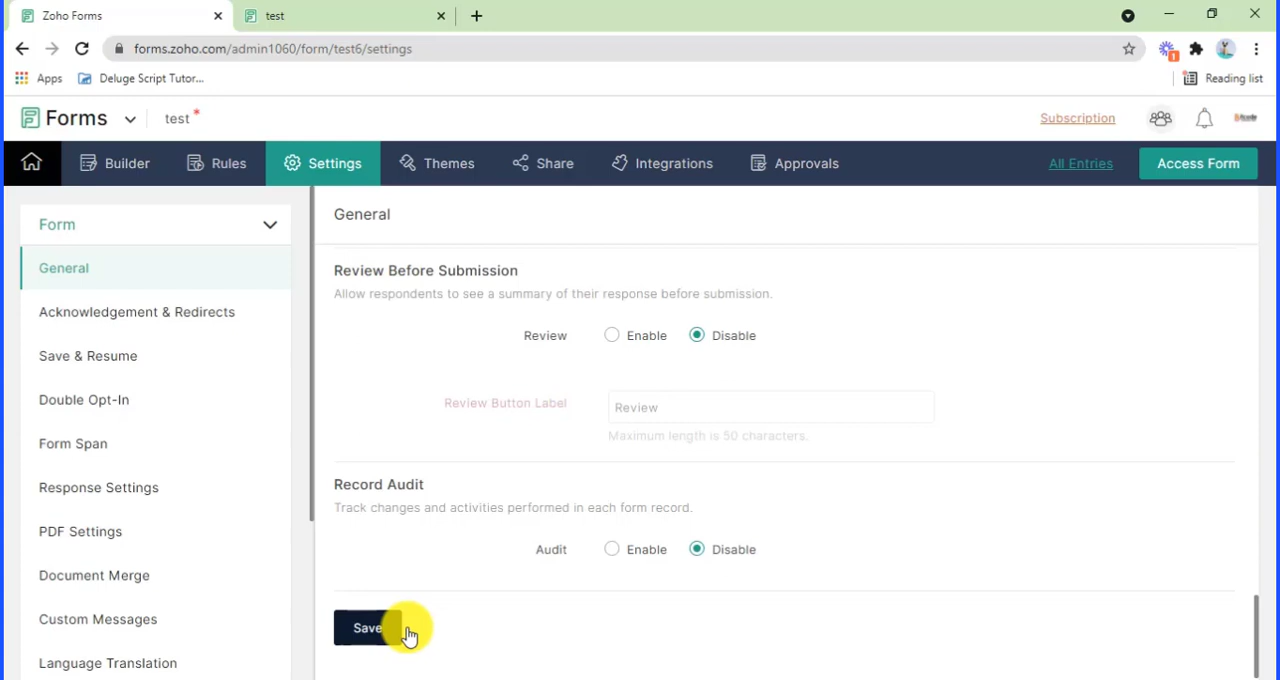 Zoho Forms
test
forms.zoho.com/admin1060/form/test6/settings
1
Apps
Deluge Script Tutor...
Reading list
Forms
test *
Subscription
Builder
Rules
Settings
Themes
Share
Integrations
Approvals
All Entries
Access Form
Form
General
Acknowledgement & Redirects
Save & Resume
Double Opt-In
Form Span
Response Settings
PDF Settings
Document Merge
Custom Messages
Language Translation
General
Review Before Submission
Allow respondents to see a summary of their response before submission.
Review
Enable
Disable
Review Button Label
Review
Maximum length is 50 characters.
Record Audit
Track changes and activities performed in each form record.
Audit
Enable
Disable
Save